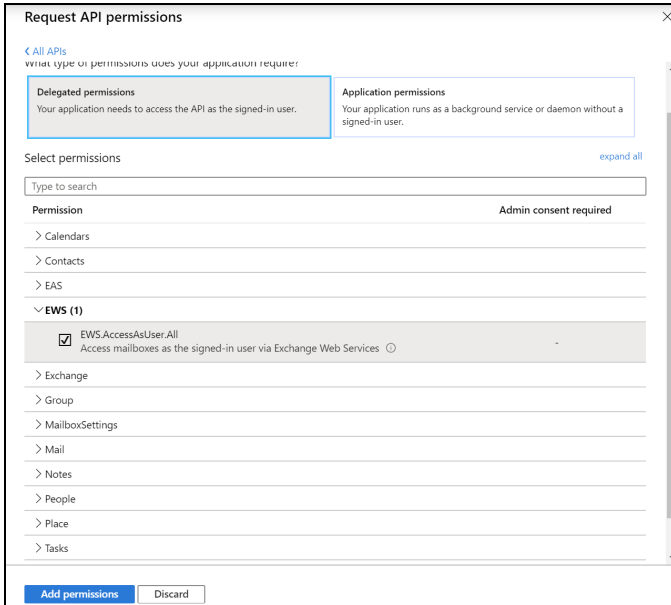 Request API permissions
All APIs
What type of permissions does your application require?
Delegated permissions
Your application needs to access the API as the signed-in user.
Application permissions
Your application runs as a background service or daemon without a
signed-in user.
Select permissions
expand all
Type to search
Permission
Admin consent required
Calendars
Contacts
EAS
EWS (1)
EWS.AccessAsUser.All
Access mailboxes as the signed-in user via Exchange Web Services
-
Exchange
Group
MailboxSettings
Mail
Notes
People
Place
Tasks
Add permissions
Discard